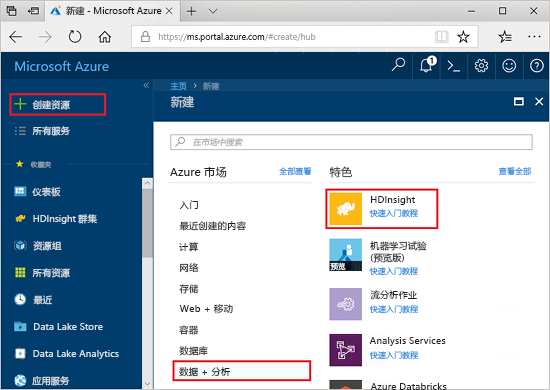 新建 - Microsoft Azure
https://ms.portal.azure.com/#create/hub
Microsoft Azure
1
创建资源
所有服务
收藏夹
仪表板
HDInsight 群集
资源组
所有资源
最近
Data Lake Store
Data Lake Analytics
应用服务
主页 > 新建
新建
在市场中搜索
Azure 市场
全部查看
入门
最近创建的内容
计算
网络
存储
Web + 移动
容器
数据库
数据 + 分析
特色
查看全部
HDInsight
快速入门教程
预览
机器学习试验
(预览版)
快速入门教程
流分析作业
快速入门教程
Analysis Services
快速入门教程
Azure Databricks